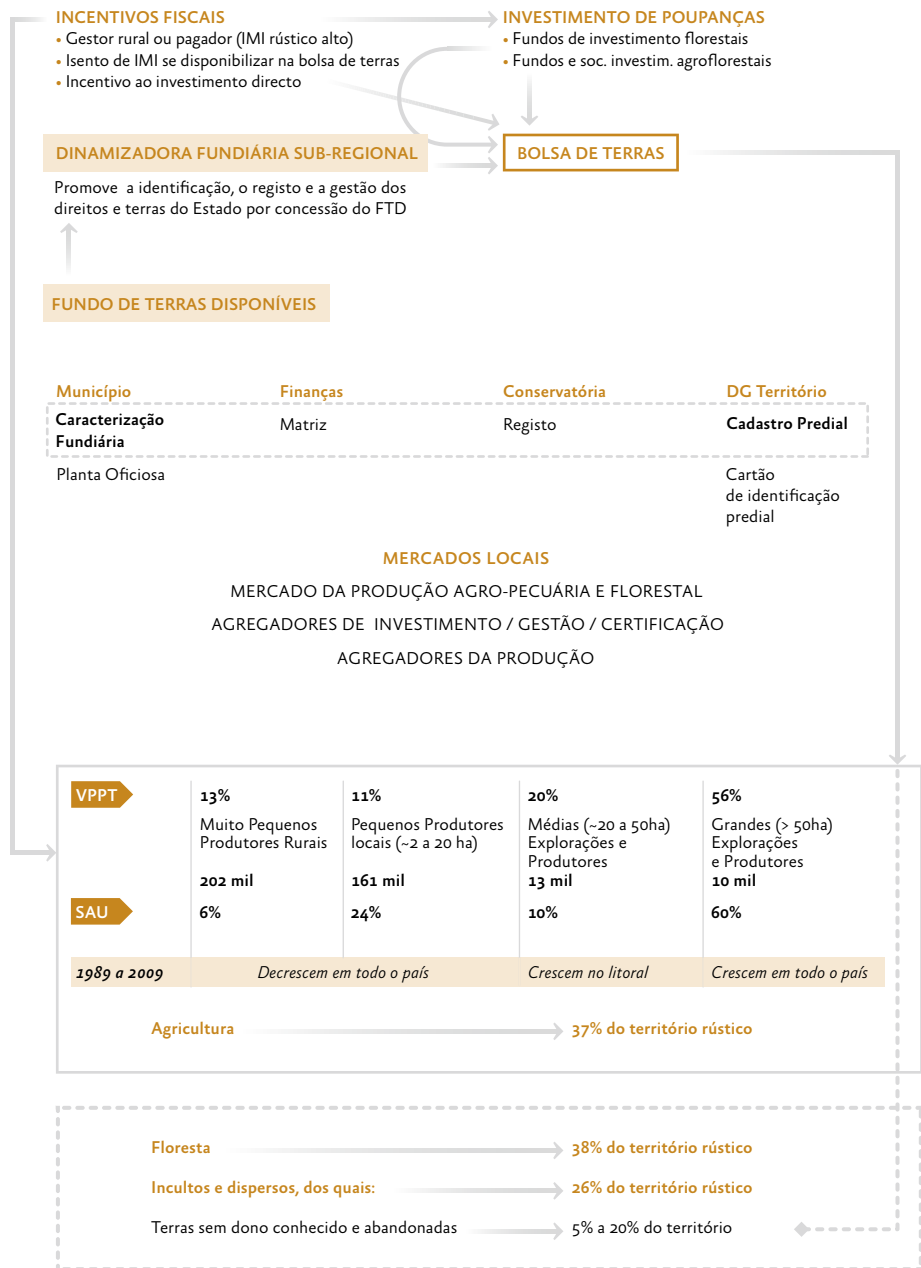 INCENTIVOS FISCAIS
• Gestor rural ou pagador (IMI rústico alto)
• Isento de IMI se disponibilizar na bolsa de terras
• Incentivo ao investimento directo
INVESTIMENTO DE POUPANÇAS
• Fundos de investimento florestais
• Fundos e soc. investim. agroflorestais
DINAMIZADORA FUNDIÁRIA SUB-REGIONAL
BOLSA DE TERRAS
Promove a identificação, o registo e a gestão dos
direitos e terras do Estado por concessão do FTD
FUNDO DE TERRAS DISPONÍVEIS
Município
Finanças
Conservatória
DG Território
Caracterização
Fundiária
Matriz
Registo
Cadastro Predial
Planta Oficiosa
Cartão
de identificação
predial
MERCADOS LOCAIS
MERCADO DA PRODUÇÃO AGRO-PECUÁRIA E FLORESTAL
AGREGADORES DE INVESTIMENTO / GESTÃO / CERTIFICAÇÃO
AGREGADORES DA PRODUÇÃO
VPPT
13%
11%
20%
56%
Muito Pequenos
Produtores Rurais
Pequenos Produtores
locais (~2 a 20 ha)
Médias (~20 a 50ha)
Explorações e
Produtores
Grandes (> 50ha)
Explorações
e Produtores
202 mil
161 mil
13 mil
10 mil
SAU
6%
24%
10%
60%
1989 a 2009
Decrescem em todo o país
Crescem no litoral
Crescem em todo o país
Agricultura
37% do território rústico
Floresta
38% do território rústico
Incultos e dispersos, dos quais:
26% do território rústico
Terras sem dono conhecido e abandonadas
5% a 20% do território